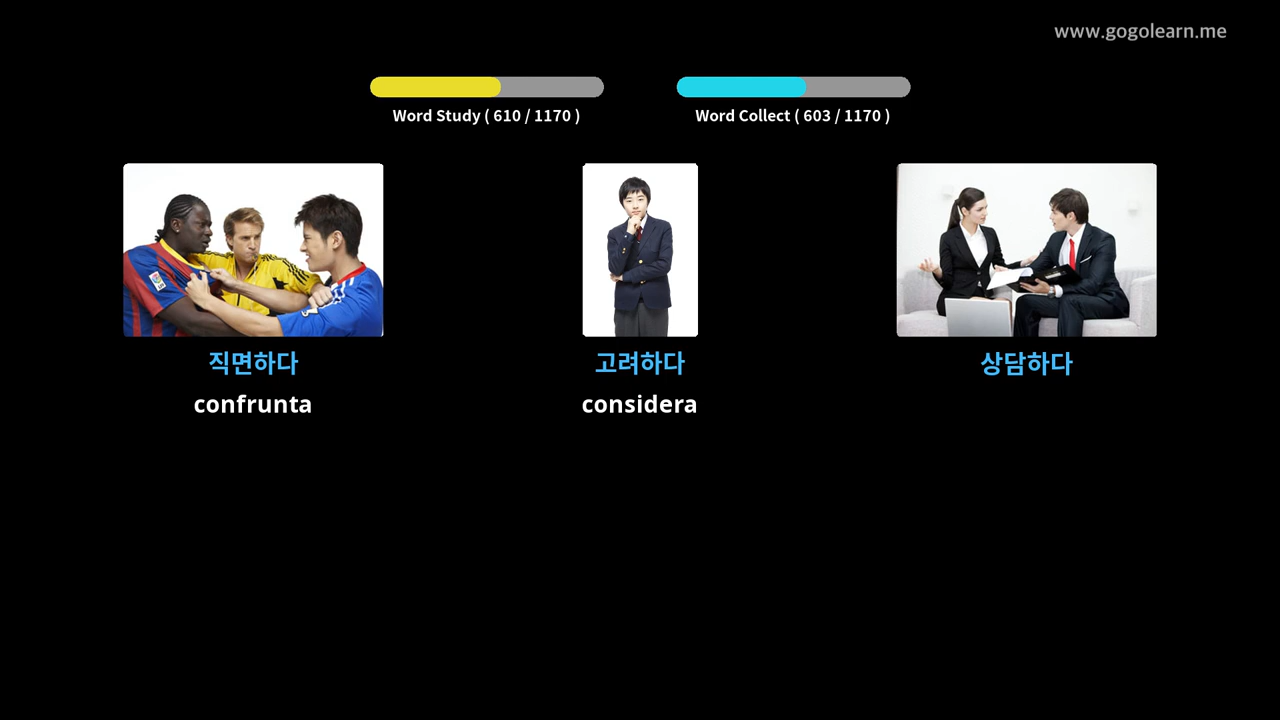 www.gogolearn.me
Word Study ( 610 / 1170 )
Word Collect ( 603 / 1170 )
직면하다
고려하다
상담하다
confrunta
considera